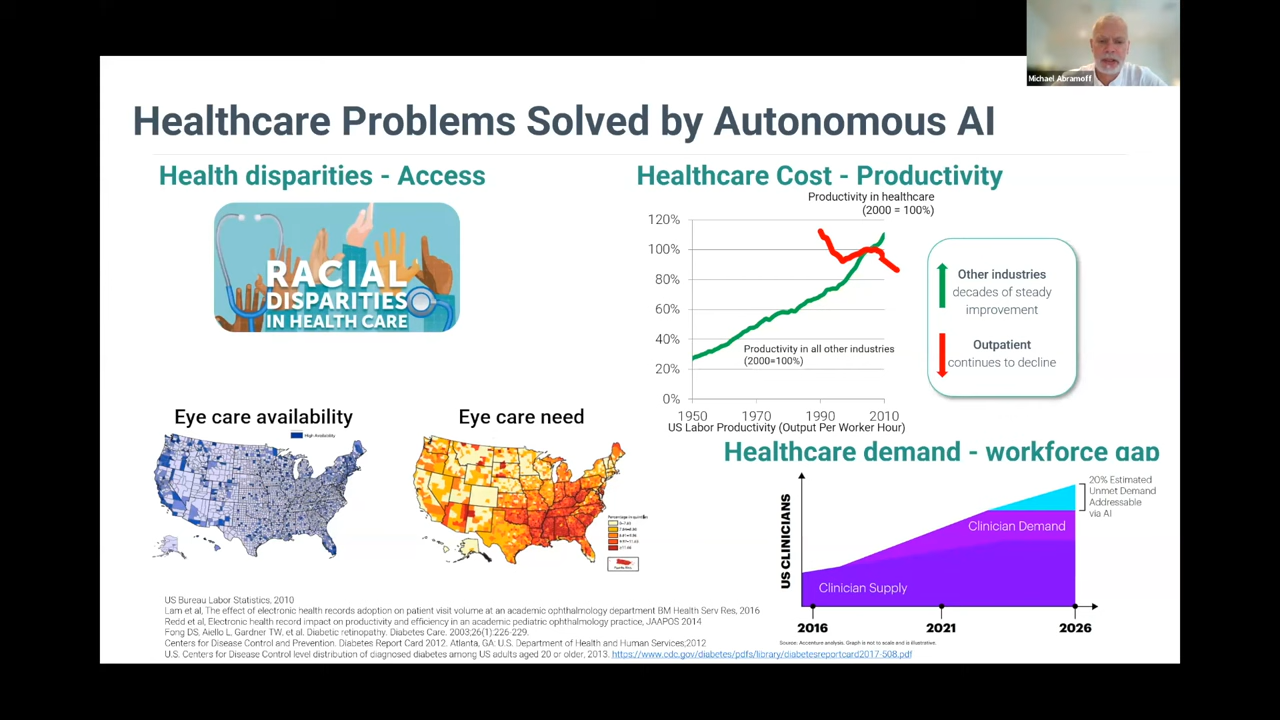 Michael Abramoff
Healthcare Problems Solved by Autonomous AI
Health disparities - Access
RACIAL
DISPARITIES
IN HEALTH CARE
Eye care availability
High Availability
Eye care need
Healthcare Cost - Productivity
Productivity in healthcare
(2000 = 100%)
120%
100%
80%
60%
40%
20%
0%
Productivity in all other industries
(2000=100%)
1950 1970 1990 2010
US Labor Productivity (Output Per Worker Hour)
Other industries
decades of steady
improvement
Outpatient
continues to decline
Healthcare demand - workforce gap
US CLINICIANS
20% Estimated
Unmet Demand
Addressable
via AI
Clinician Demand
Clinician Supply
2016 2021 2026
Source: Accenture analysis. Graph is not to scale and is illustrative.
US Bureau Labor Statistics, 2010
Lam et al, The effect of electronic health records adoption on patient visit volume at an academic ophthalmology department BM Health Serv Res, 2016
Redd et al, Electronic health record impact on productivity and efficiency in an academic pediatric ophthalmology practice, JAAPOS 2014
Fong DS, Aiello L, Gardner TW, et al. Diabetic retinopathy. Diabetes Care. 2003;26(1):226-229.
Centers for Disease Control and Prevention. Diabetes Report Card 2012. Atlanta, GA: U.S. Department of Health and Human Services;2012
U.S. Centers for Disease Control level distribution of diagnosed diabetes among US adults aged 20 or older, 2013. https://www.cdc.gov/diabetes/pdfs/library/diabetesreportcard2017-508.pdf